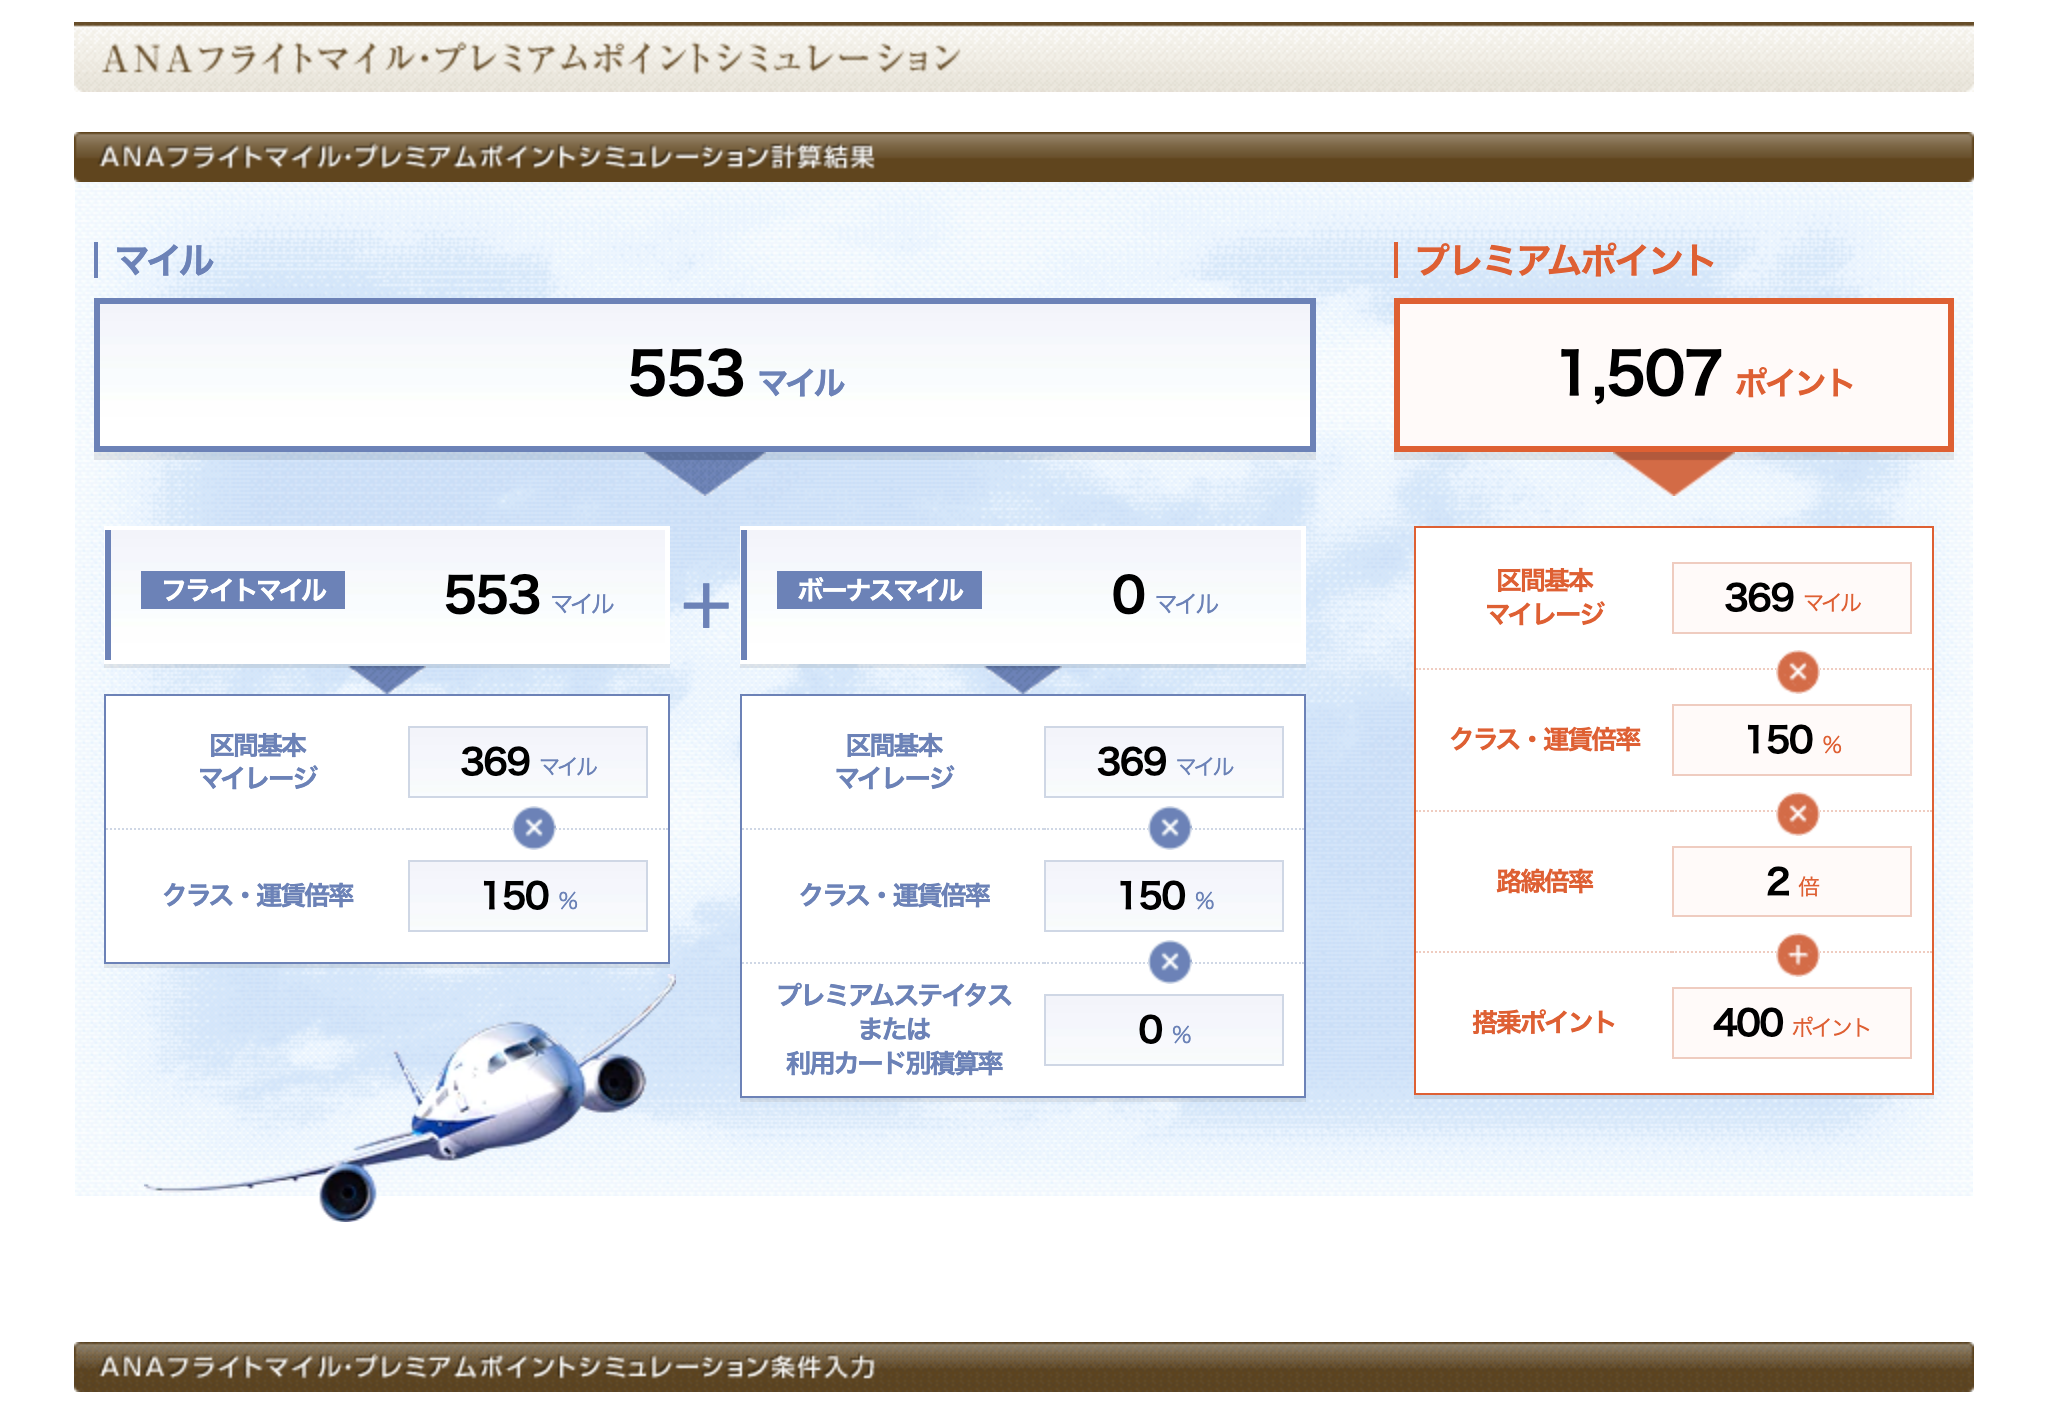 ANAフライトマイル･プレミアムポイントシミュレーション
ANAフライトマイル･プレミアムポイントシミュレーション計算結果
マイル
553 マイル
フライトマイル 553 マイル
+
ボーナスマイル 0 マイル
区間基本
マイレージ
369 マイル
×
クラス・運賃倍率 150 %
区間基本
マイレージ
369 マイル
×
クラス・運賃倍率 150 %
×
プレミアムステイタス
または
利用カード別積算率
0 %
プレミアムポイント
1,507 ポイント
区間基本
マイレージ
369 マイル
×
クラス・運賃倍率 150 %
×
路線倍率 2 倍
+
搭乗ポイント 400 ポイント
ANAフライトマイル･プレミアムポイントシミュレーション条件入力